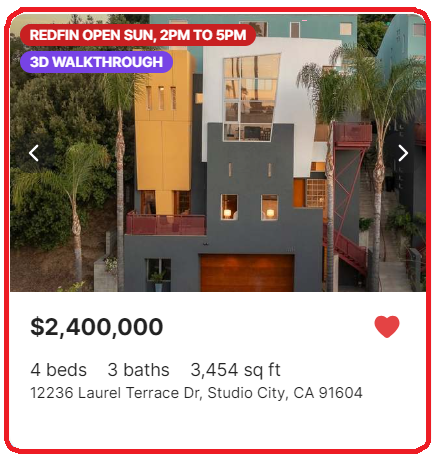 REDFIN OPEN SUN, 2PM TO 5PM
3D WALKTHROUGH
$2,400,000
4 beds 3 baths 3,454 sq ft
12236 Laurel Terrace Dr, Studio City, CA 91604